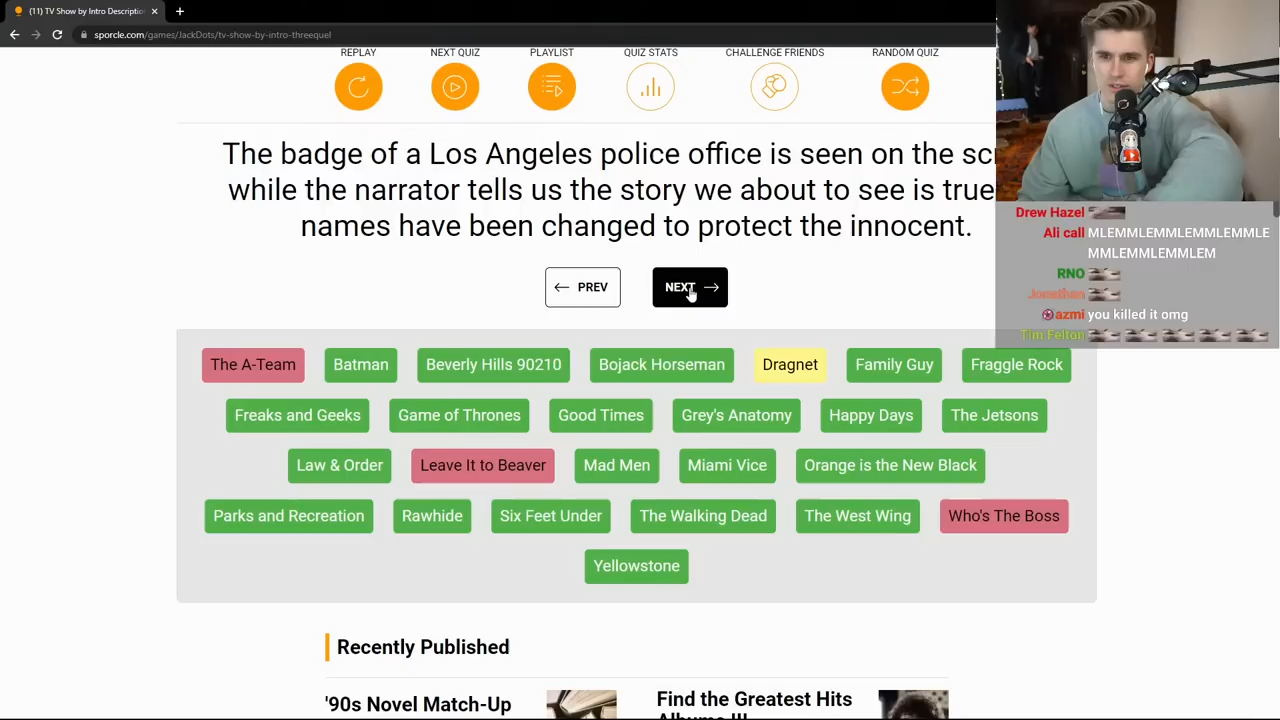 (11) TV Show by Intro Descriptio
sporcle.com/games/JackDots/tv-show-by-intro-threequel
REPLAY
NEXT QUIZ
PLAYLIST
QUIZ STATS
CHALLENGE FRIENDS
RANDOM QUIZ
The badge of a Los Angeles police office is seen on the scr
while the narrator tells us the story we about to see is true
names have been changed to protect the innocent.
PREV
NEXT
The A-Team
Batman
Beverly Hills 90210
Bojack Horseman
Dragnet
Family Guy
Fraggle Rock
Freaks and Geeks
Game of Thrones
Good Times
Grey's Anatomy
Happy Days
The Jetsons
Law & Order
Leave It to Beaver
Mad Men
Miami Vice
Orange is the New Black
Parks and Recreation
Rawhide
Six Feet Under
The Walking Dead
The West Wing
Who's The Boss
Yellowstone
Recently Published
'90s Novel Match-Up
Find the Greatest Hits
Drew Hazel
Ali call MLEMMLEMMLEMMLEMMLE
MMLEMMLEMMLEM
RNO
Jonathan
azmi you killed it omg
Tim Felton